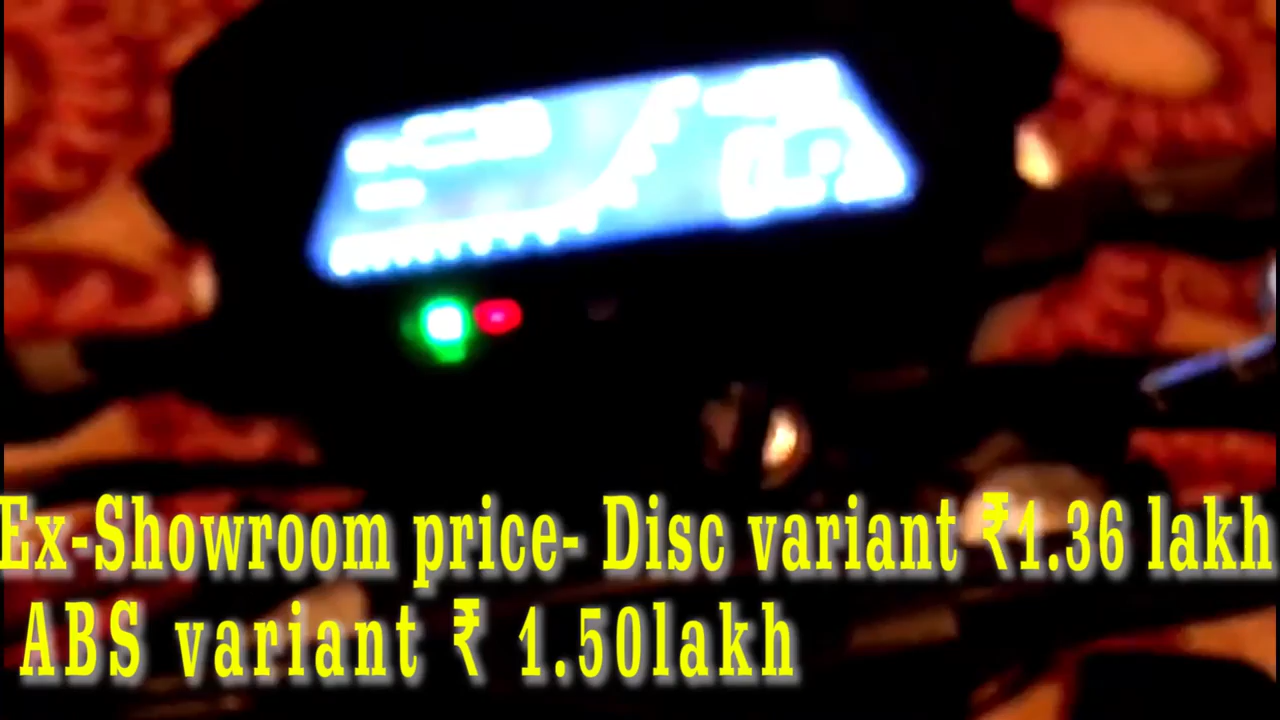 Ex-Showroom price- Disc variant ₹1.36 lakh
ABS variant ₹ 1.50lakh